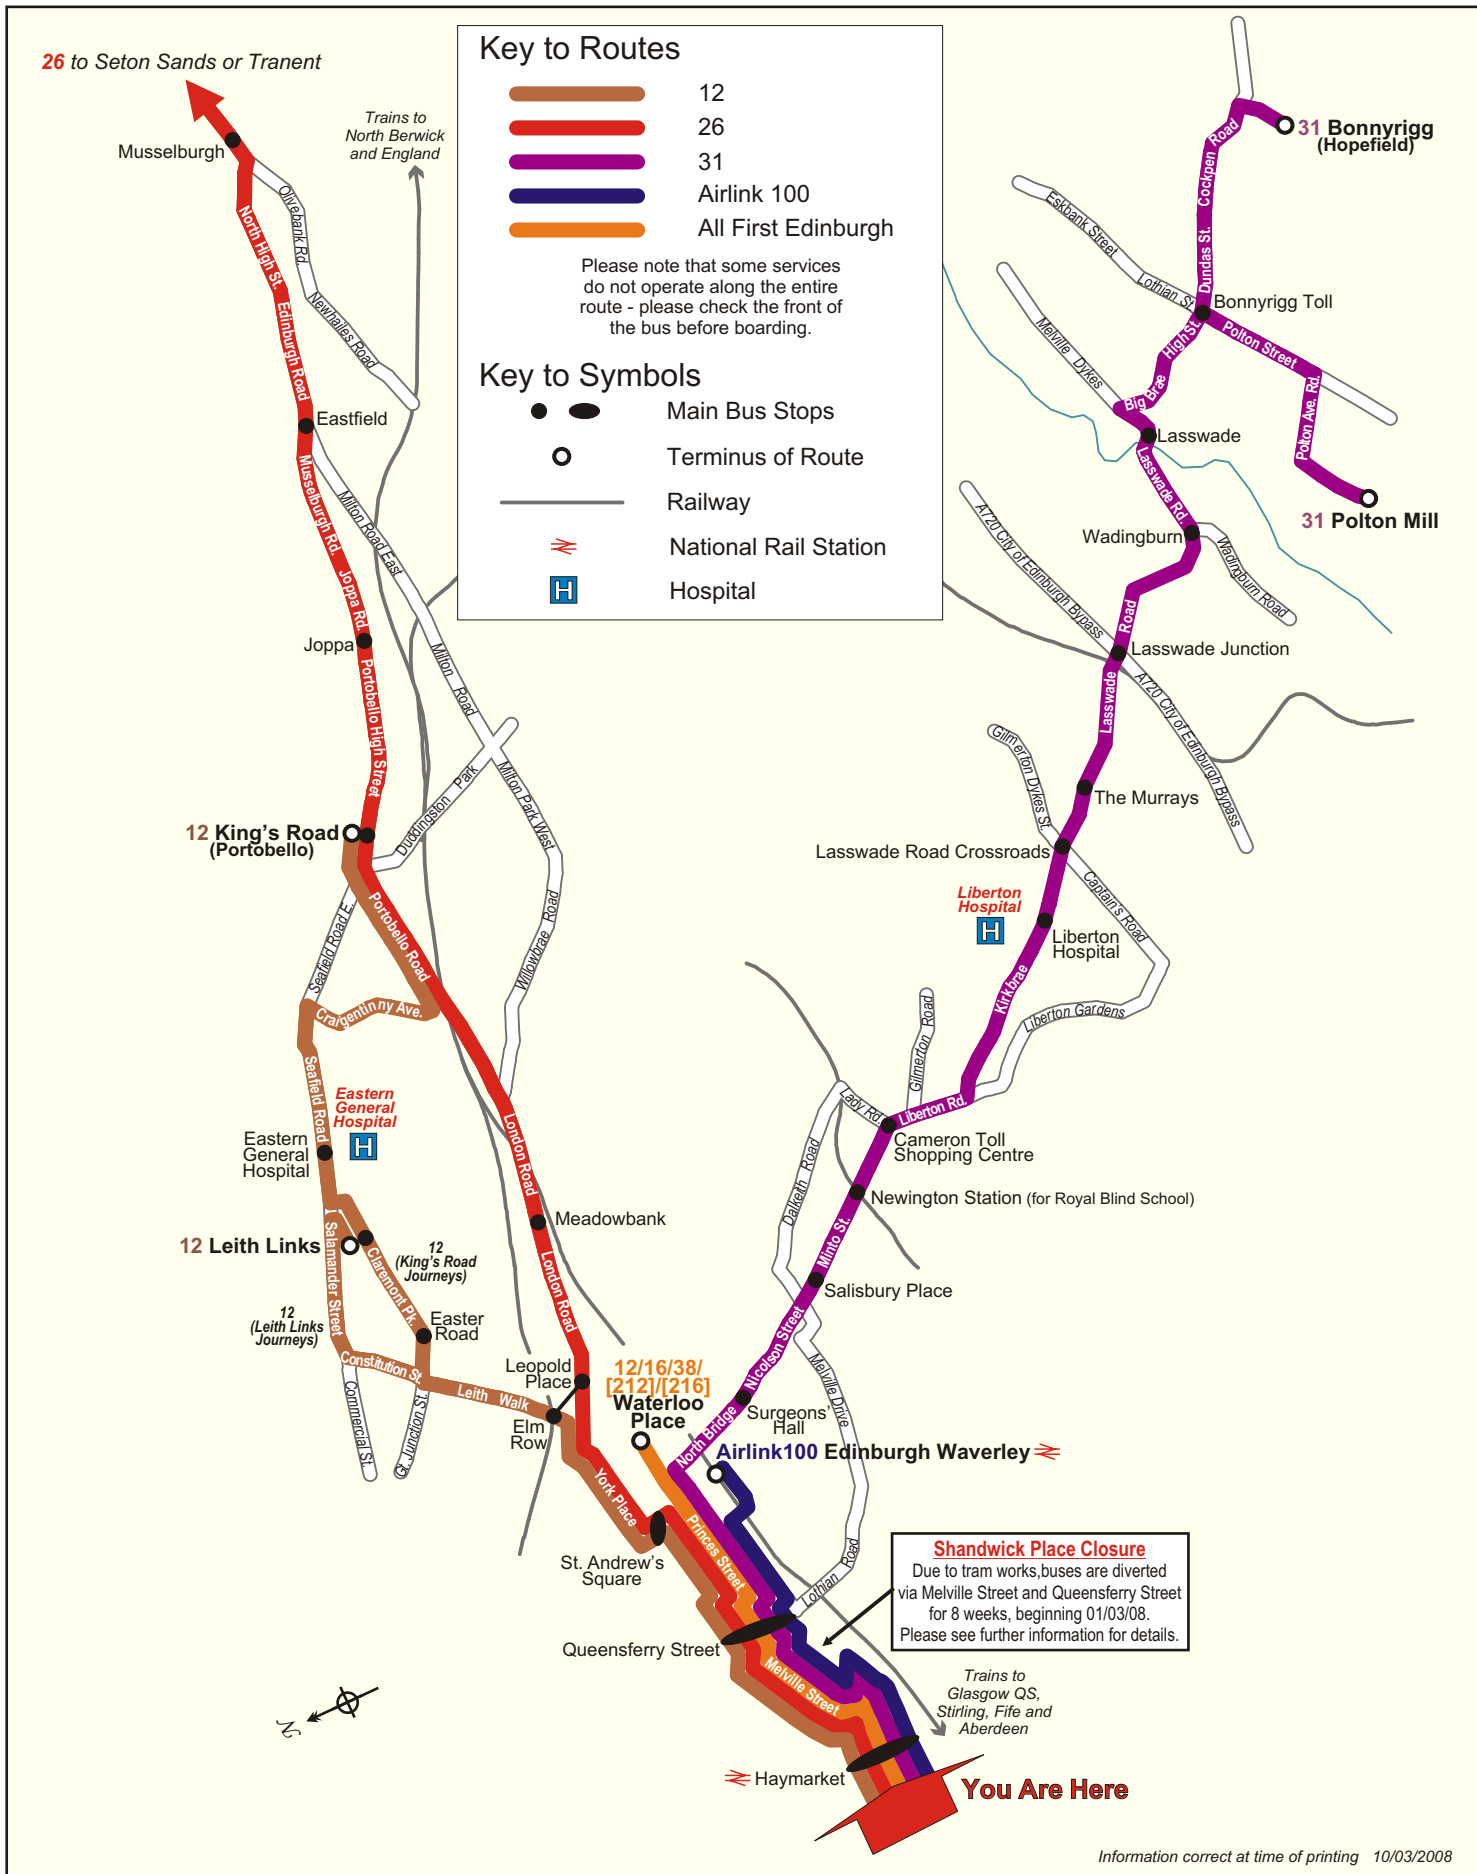 26 to Seton Sands or Tranent
Musselburgh
Trains to
North Berwick
and England
Key to Routes
12
26
31
Airlink 100
All First Edinburgh
Please note that some services
do not operate along the entire
route - please check the front of
the bus before boarding.
Key to Symbols
Main Bus Stops
Terminus of Route
Railway
National Rail Station
H
Hospital
31 Bonnyrigg
(Hopefield)
Cockpen Road
Dundas St.
Eskbank Street
Lothian St.
Bonnyrigg Toll
Polton Street
Polton Ave. Rd.
31 Polton Mill
High St.
Big Brae
Melville Dykes
Lasswade
Lasswade Rd.
Wadingburn
Wadingburn Road
A720 City of Edinburgh Bypass
Lasswade Road
Lasswade Junction
A720 City of Edinburgh Bypass
The Murrays
Gilmerton Dykes St.
Lasswade Road Crossroads
Captain's Road
Liberton
Hospital
H
Liberton
Hospital
Kirkbrae
Liberton Gardens
Gilmerton Road
Liberton Rd.
Lady Rd.
Cameron Toll
Shopping Centre
Dalkeith Road
Newington Station (for Royal Blind School)
Minto St.
Salisbury Place
Nicolson Street
Melville Drive
Surgeons'
Hall
North Bridge
Airlink100 Edinburgh Waverley
Olivebank Rd.
Newhailes Road
North High St.
Edinburgh Road
Eastfield
Musselburgh Rd.
Milton Road East
Joppa Rd.
Joppa
Milton Road
Portobello High Street
Duddingston Park
Milton Park West
12 King's Road
(Portobello)
Willowbrae Road
Portobello Road
Seafield Road E.
Craigentinny Ave.
Seafield Road
Eastern
General
Hospital
H
Eastern
General
Hospital
London Road
Meadowbank
London Road
12 Leith Links
12
(King's Road
Journeys)
Claremont Pk.
Salamander Street
12
(Leith Links
Journeys)
Easter
Road
Constitution St.
Commercial St.
Gt. Junction St.
Leith Walk
Leopold
Place
Elm
Row
12/16/38/
[212]/[216]
Waterloo
Place
York Place
St. Andrew's
Square
Princes Street
Lothian Road
Queensferry Street
Melville Street
Shandwick Place Closure
Due to tram works,buses are diverted
via Melville Street and Queensferry Street
for 8 weeks, beginning 01/03/08.
Please see further information for details.
Trains to
Glasgow QS,
Stirling, Fife and
Aberdeen
N
Haymarket
You Are Here
Information correct at time of printing 10/03/2008